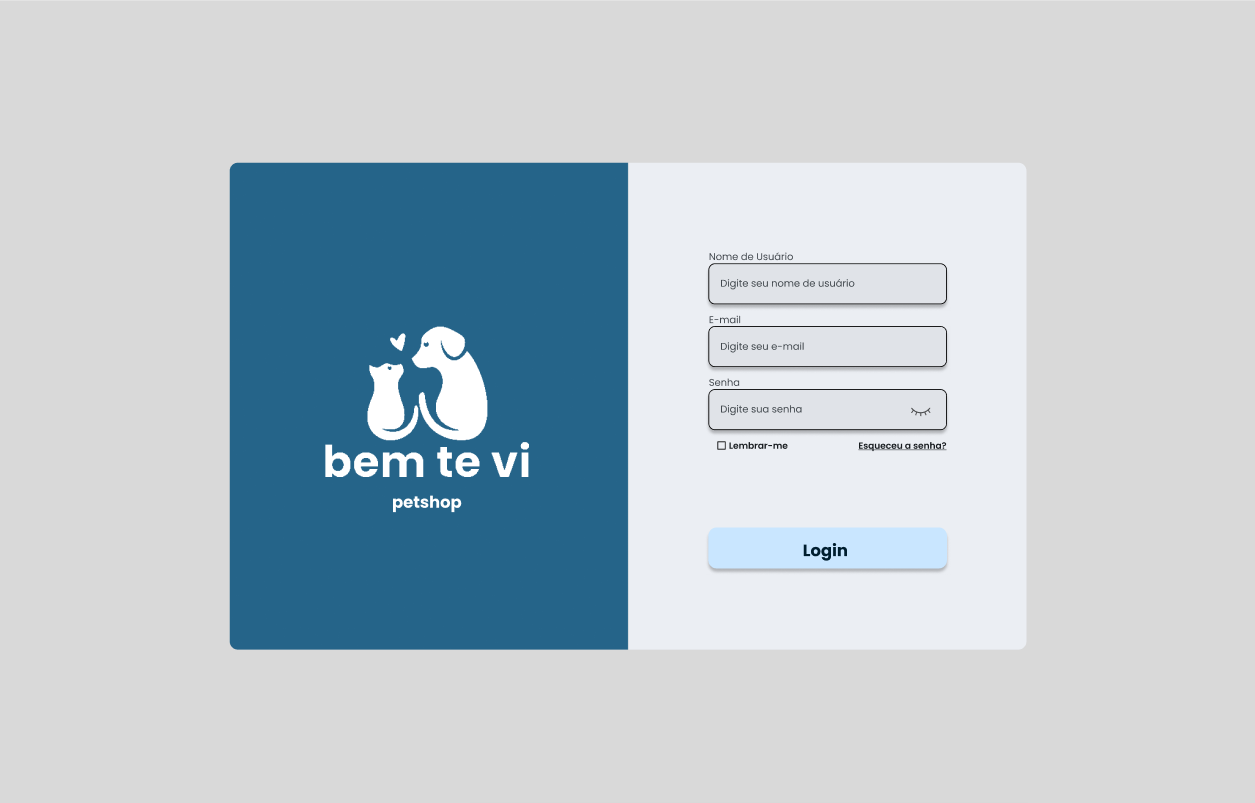 bem te vi
petshop
Nome de Usuário
Digite seu nome de usuário
E-mail
Digite seu e-mail
Senha
Digite sua senha
Lembrar-me
Esqueceu a senha?
Login